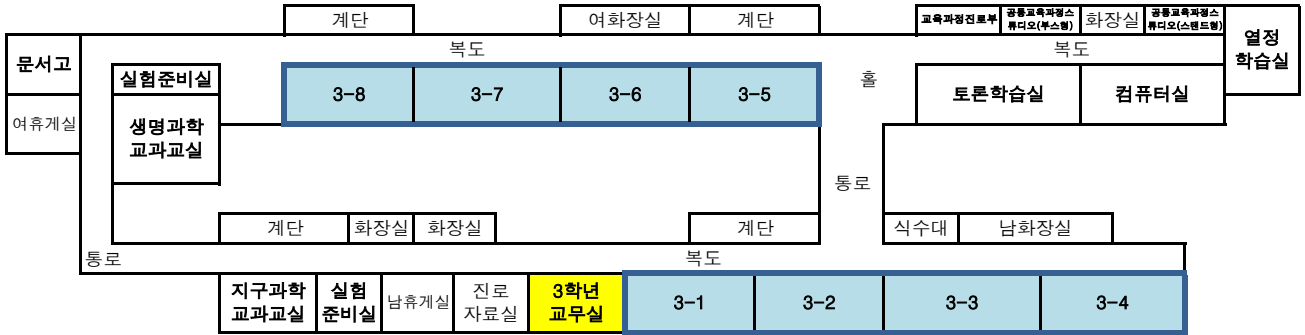 계단
여화장실
계단
교육과정진로부
공통교육과정스
튜디오(부스형)
화장실
공통교육과정스
튜디오(스탠드형)
열정
학습실
문서고
복도
복도
실험준비실
3-8
3-7
3-6
3-5
홀
토론학습실
컴퓨터실
여휴게실
생명과학
교과교실
통로
계단
화장실
화장실
계단
식수대
남화장실
통로
복도
지구과학
교과교실
실험
준비실
남휴게실
진로
자료실
3학년
교무실
3-1
3-2
3-3
3-4